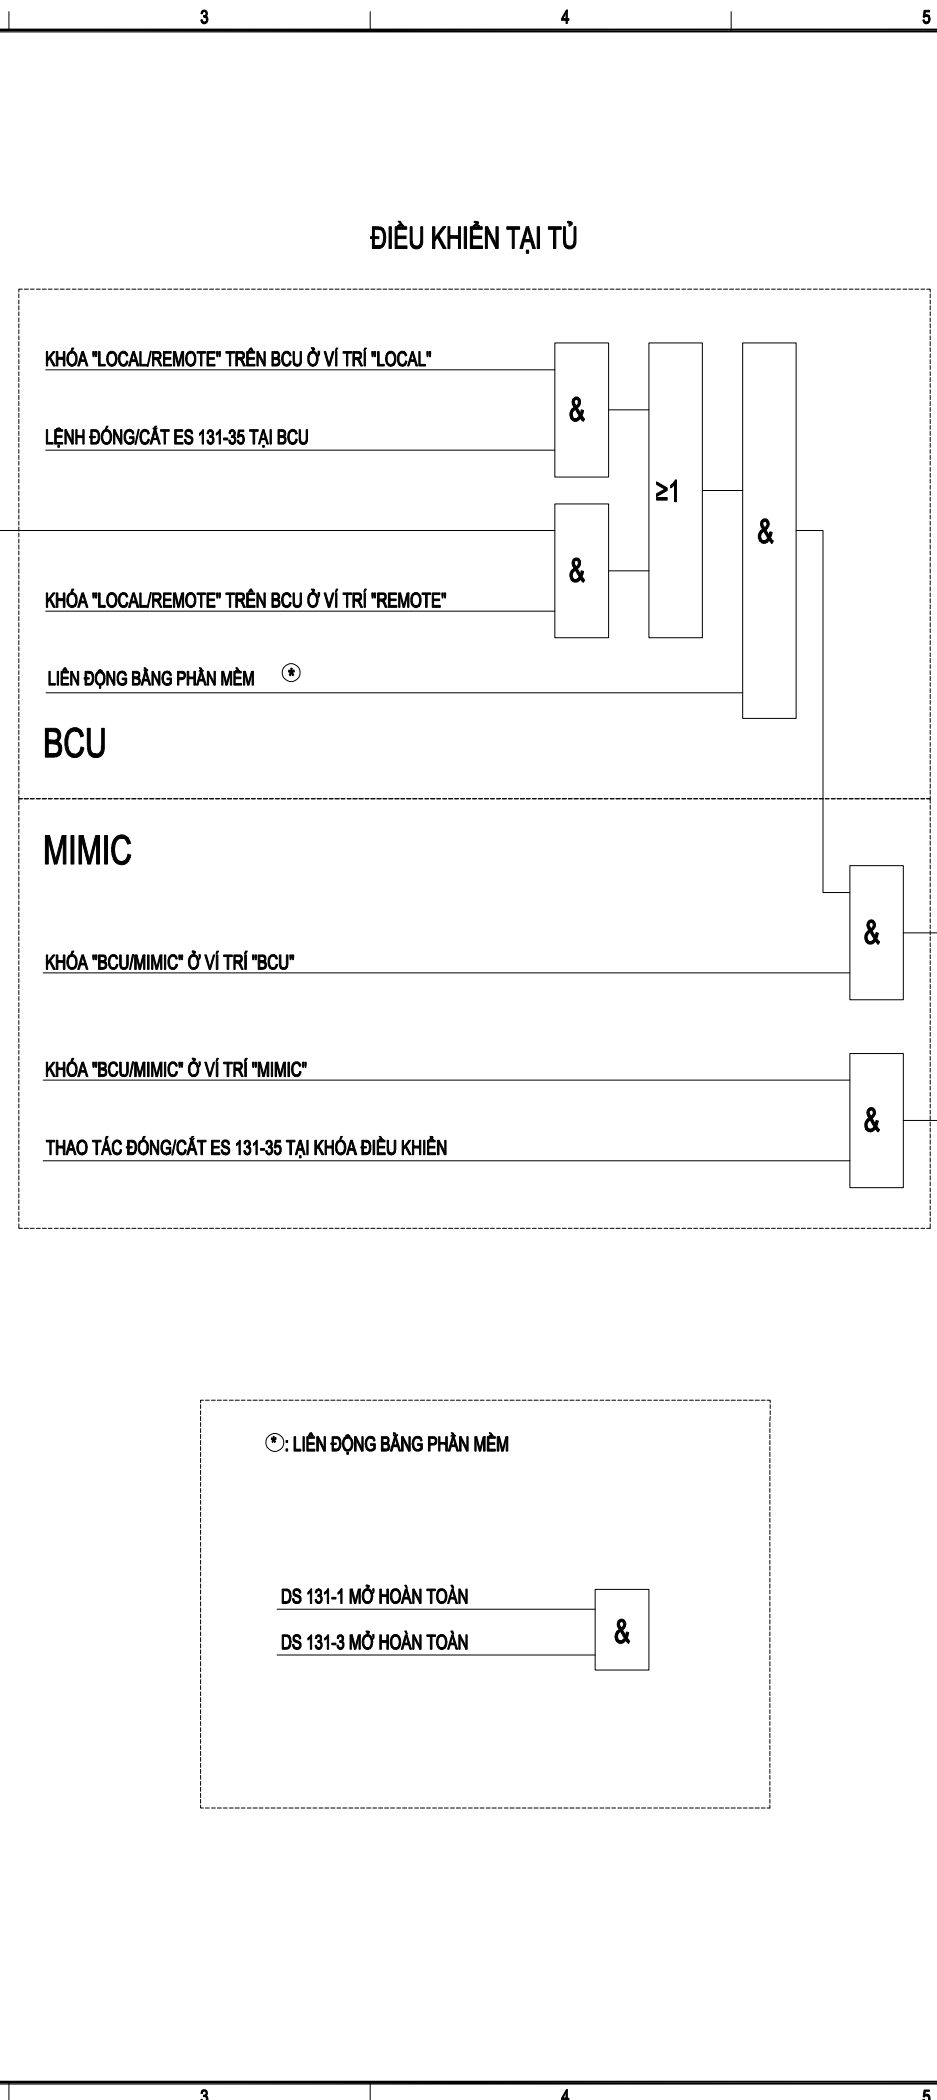 3 4 5
ĐIỀU KHIỂN TẠI TỦ
KHÓA "LOCAL/REMOTE" TRÊN BCU Ở VÍ TRÍ "LOCAL"
&
LỆNH ĐÓNG/CẮT ES 131-35 TẠI BCU
≥1
&
&
KHÓA "LOCAL/REMOTE" TRÊN BCU Ở VÍ TRÍ "REMOTE"
LIÊN ĐỘNG BẰNG PHẦN MỀM *
BCU
MIMIC
&
KHÓA "BCU/MIMIC" Ở VÍ TRÍ "BCU"
KHÓA "BCU/MIMIC" Ở VÍ TRÍ "MIMIC"
&
THAO TÁC ĐÓNG/CẮT ES 131-35 TẠI KHÓA ĐIỀU KHIỂN
*: LIÊN ĐỘNG BẰNG PHẦN MỀM
DS 131-1 MỞ HOÀN TOÀN
&
DS 131-3 MỞ HOÀN TOÀN
3 4 5